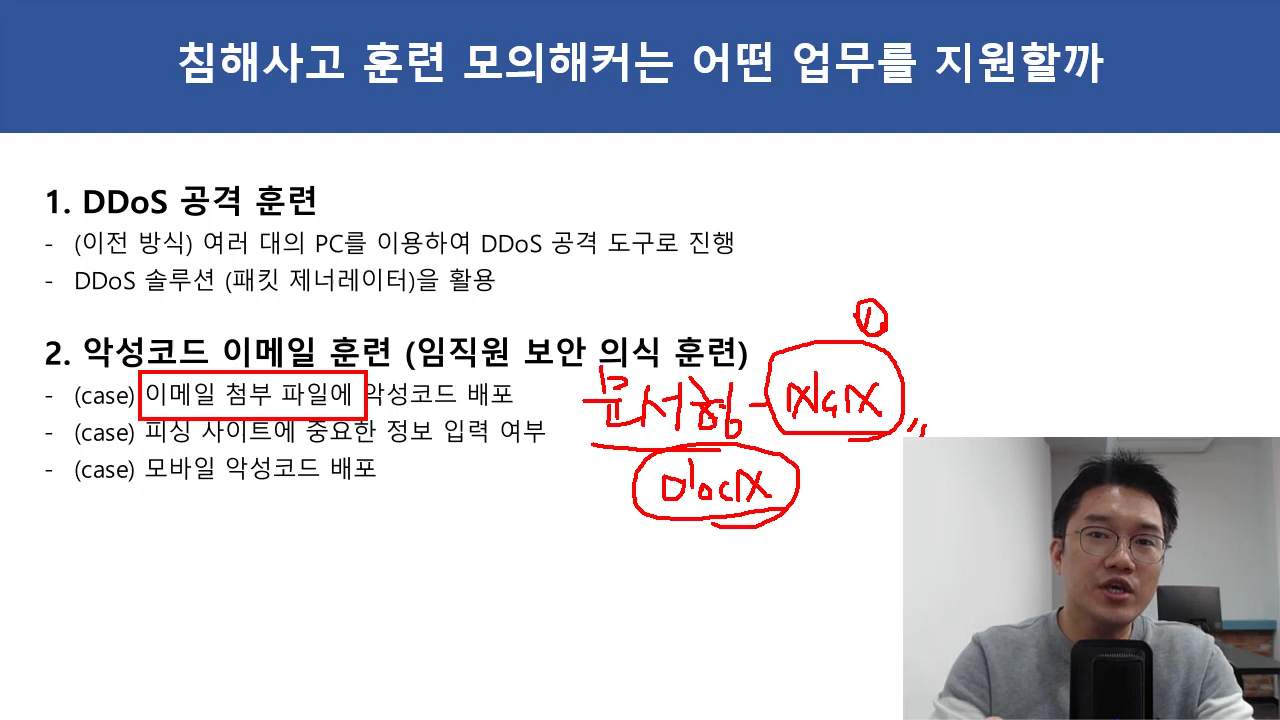 침해사고 훈련 모의해커는 어떤 업무를 지원할까
1. DDoS 공격 훈련
- (이전 방식) 여러 대의 PC를 이용하여 DDoS 공격 도구로 진행
- DDoS 솔루션 (패킷 제너레이터)을 활용
2. 악성코드 이메일 훈련 (임직원 보안 의식 훈련)
- (case) 이메일 첨부 파일에 악성코드 배포
- (case) 피싱 사이트에 중요한 정보 입력 여부
- (case) 모바일 악성코드 배포
1.
문서형 -